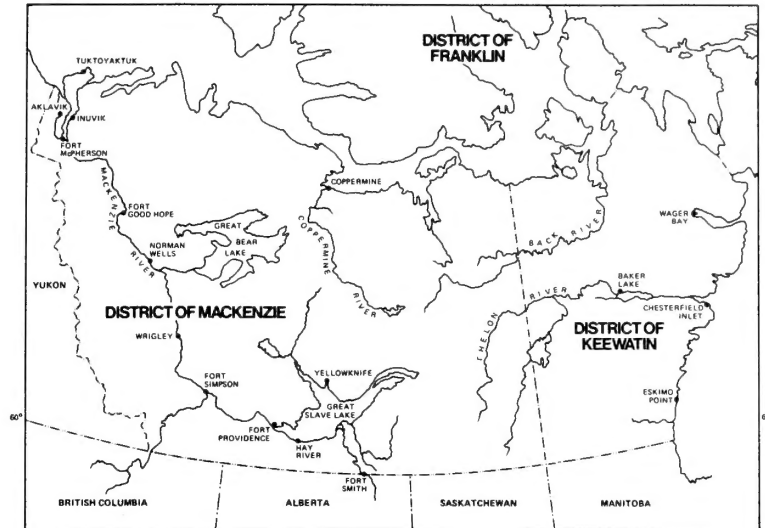 DISTRICT OF
FRANKLIN
TUKTOYAKTUK
AKLAVIK
INUVIK
FORT
McPHERSON
MACKENZIE
RIVER
COPPERMINE
FORT
GOOD HOPE
WAGER
BAY
GREAT
BEAR
LAKE
NORMAN
WELLS
COPPERMINE
RIVER
BACK RIVER
YUKON
BAKER
LAKE
THELON RIVER
CHESTERFIELD
INLET
DISTRICT OF MACKENZIE
DISTRICT OF
KEEWATIN
WRIGLEY
FORT
SIMPSON
YELLOWKNIFE
GREAT
SLAVE LAKE
ESKIMO
POINT
60°
6
FORT
PROVIDENCE
HAY
RIVER
FORT
SMITH
BRITISH COLUMBIA
ALBERTA
SASKATCHEWAN
MANITOBA